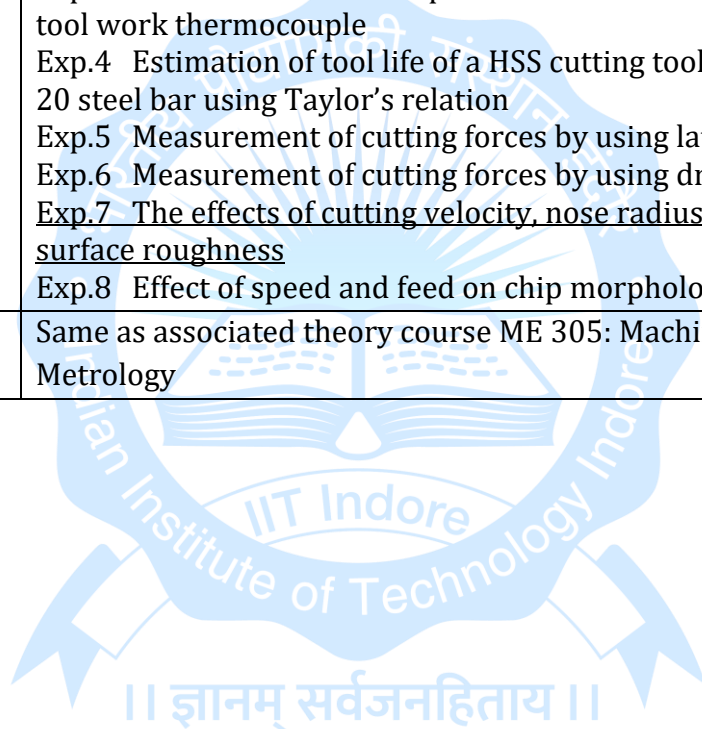 tool work thermocouple
Exp.4 Estimation of tool life of a HSS cutting tool
20 steel bar using Taylor’s relation
Exp.5 Measurement of cutting forces by using
Exp.6 Measurement of cutting forces by using
Exp.7 The effects of cutting velocity, nose radius
surface roughness
Exp.8 Effect of speed and feed on chip
Same as associated theory course ME 305:
Metrology
भारतीय प्रौद्योगिकी संस्थान इंदौर
Indian Institute of Technology Indore
IIT Indore
।। ज्ञानम् सर्वजनहिताय ।।